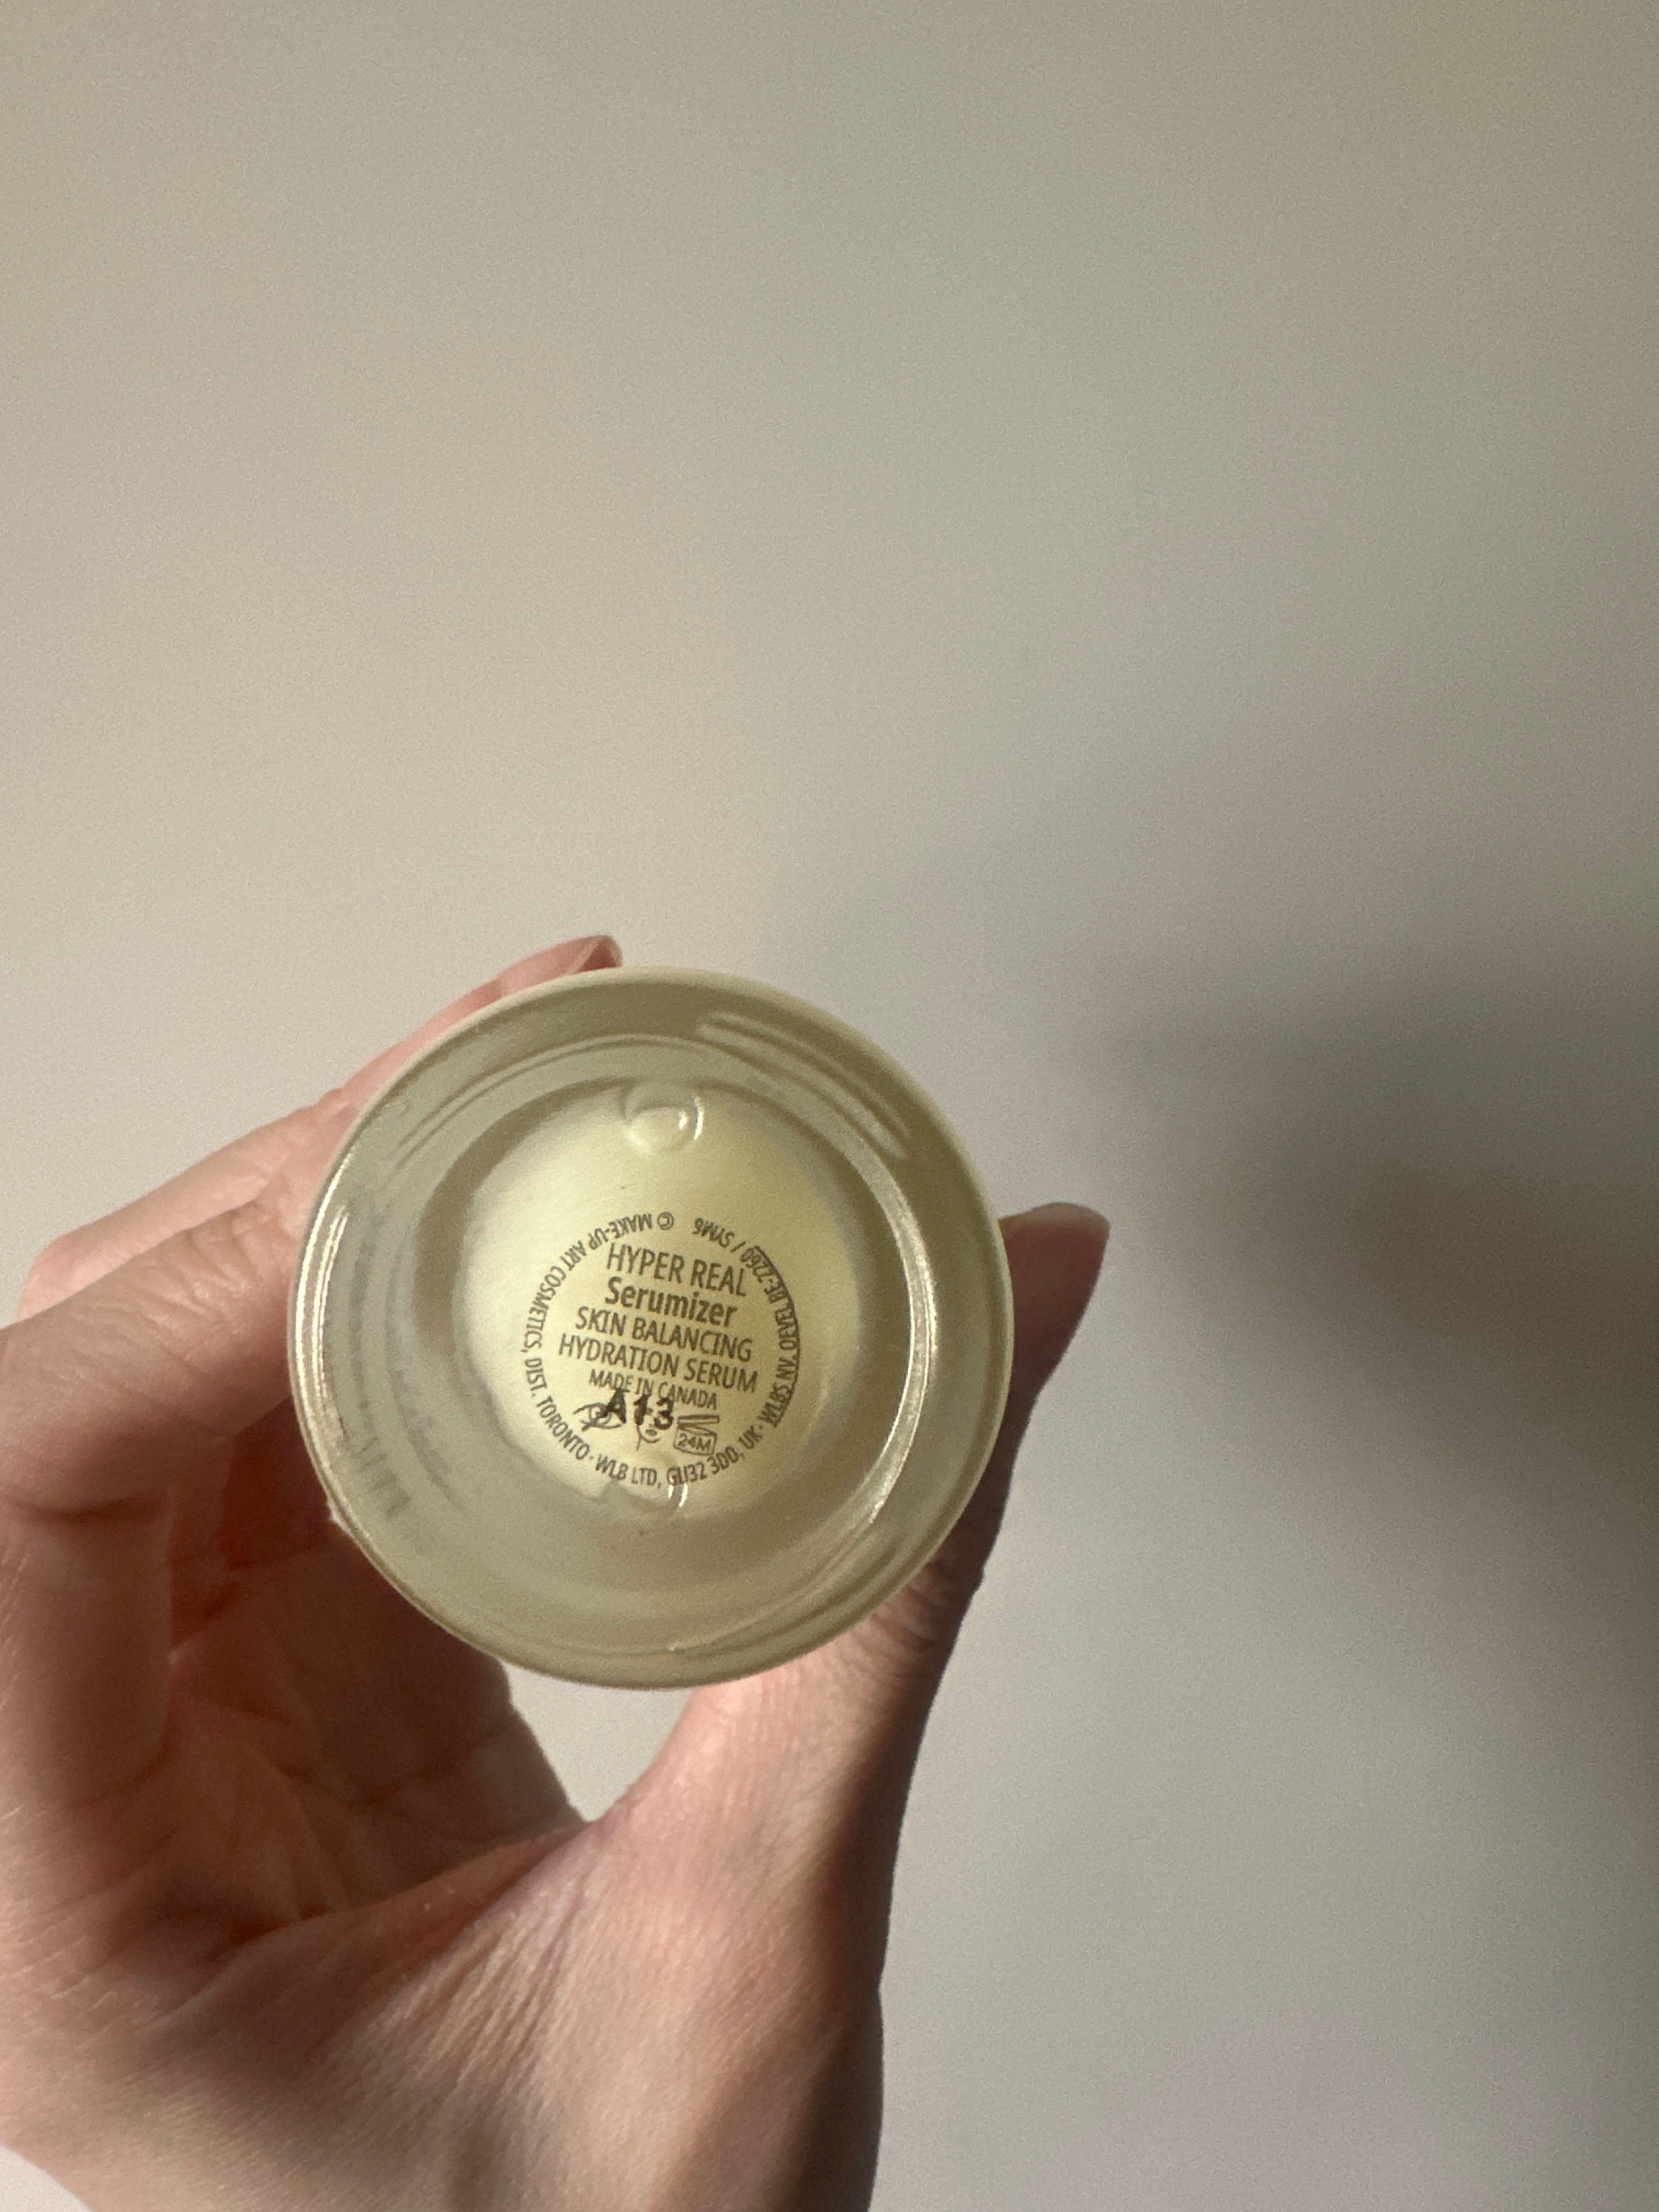 HYPER REAL
Serumizer
SKIN BALANCING
HYDRATION SERUM
MADE IN CANADA
A13
24M
© MAKE-UP ART COSMETICS, DIST. TORONTO · WLB LTD, GU32 3DD, UK · WLBS NV, OEVEL BE-2260 / 5YM6